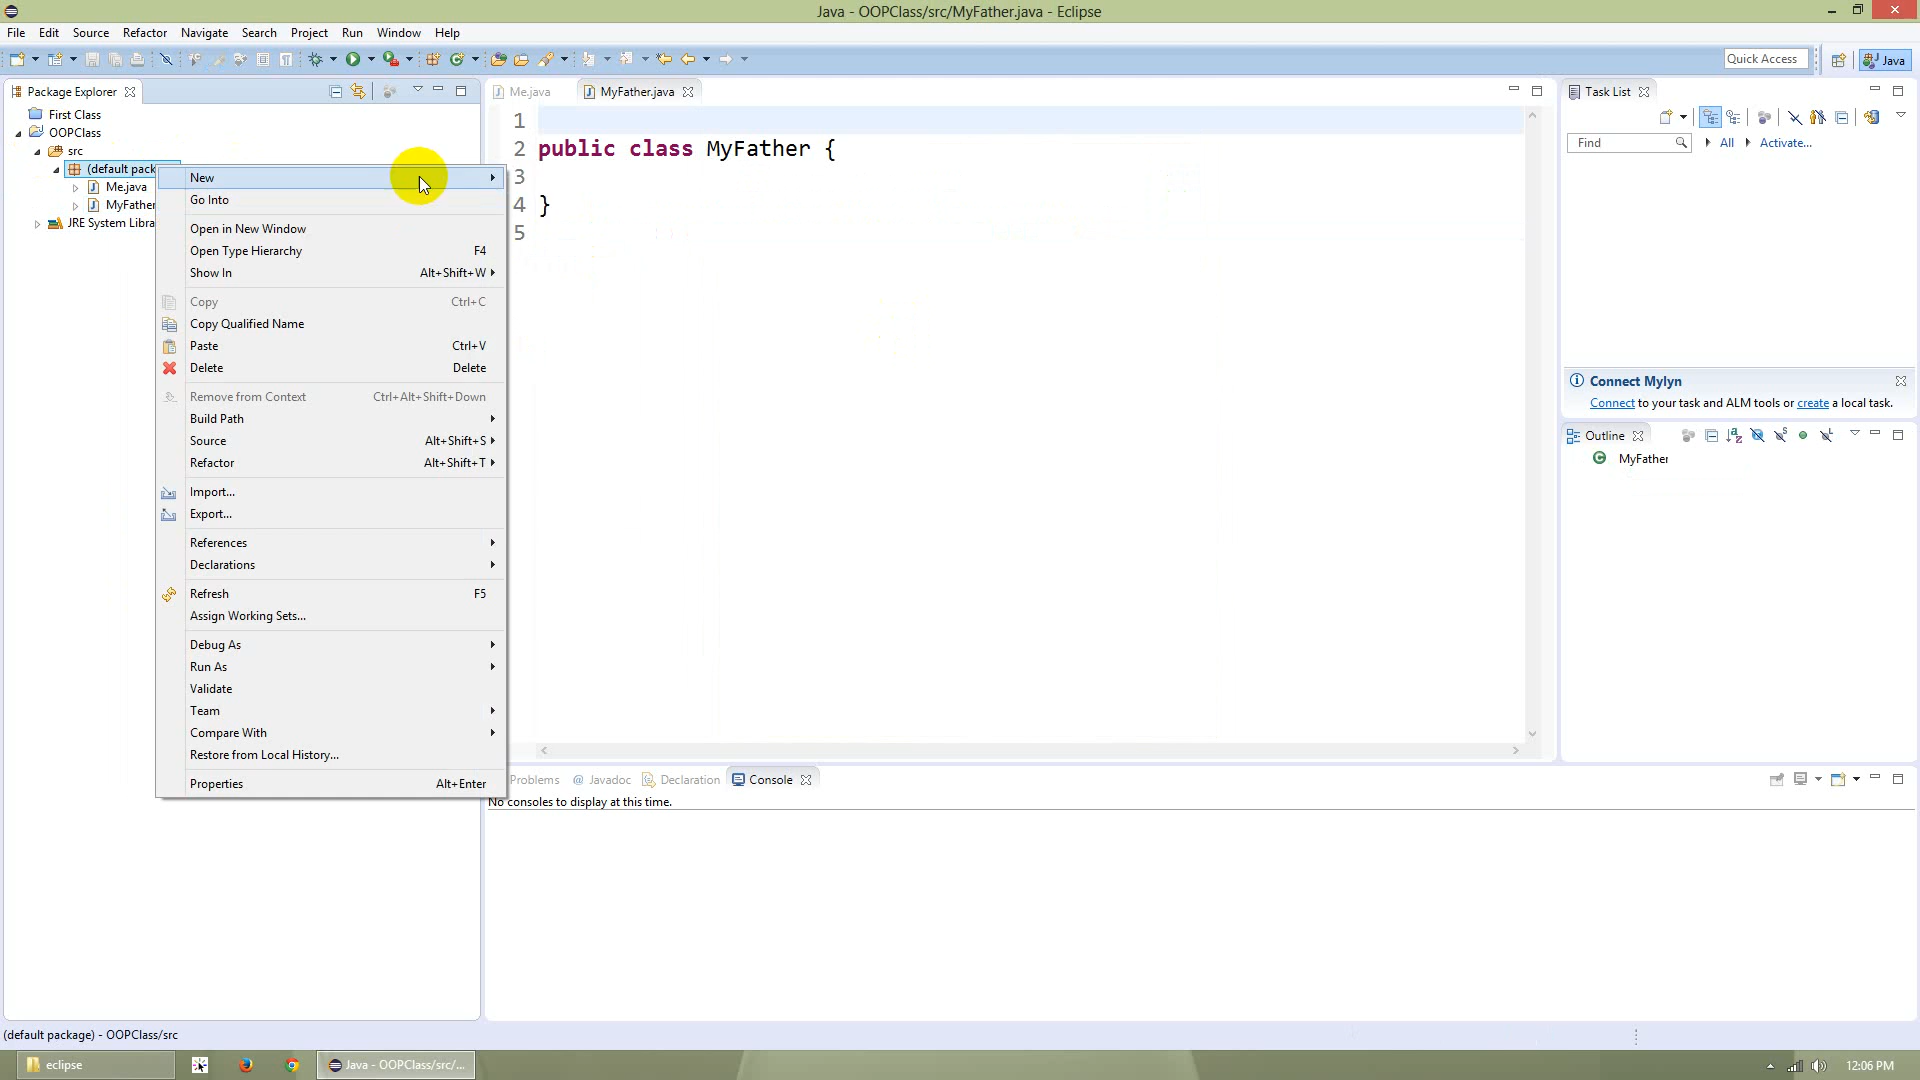 Java - OOPClass/src/MyFather.java - Eclipse
File Edit Source Refactor Navigate Search Project Run Window Help
Quick Access
Java
Package Explorer
First Class
OOPClass
src
(default pack
Me.java
MyFather
JRE System Libra
New
Go Into
Open in New Window
Open Type Hierarchy F4
Show In Alt+Shift+W
Copy Ctrl+C
Copy Qualified Name
Paste Ctrl+V
Delete Delete
Remove from Context Ctrl+Alt+Shift+Down
Build Path
Source Alt+Shift+S
Refactor Alt+Shift+T
Import...
Export...
References
Declarations
Refresh F5
Assign Working Sets...
Debug As
Run As
Validate
Team
Compare With
Restore from Local History...
Properties Alt+Enter
Me.java MyFather.java
1
2 public class MyFather {
3
4 }
5
Task List
Find All Activate...
Connect Mylyn
Connect to your task and ALM tools or create a local task.
Outline
MyFather
Problems @ Javadoc Declaration Console
No consoles to display at this time.
(default package) - OOPClass/src
eclipse
Java - OOPClass/src/...
12:06 PM